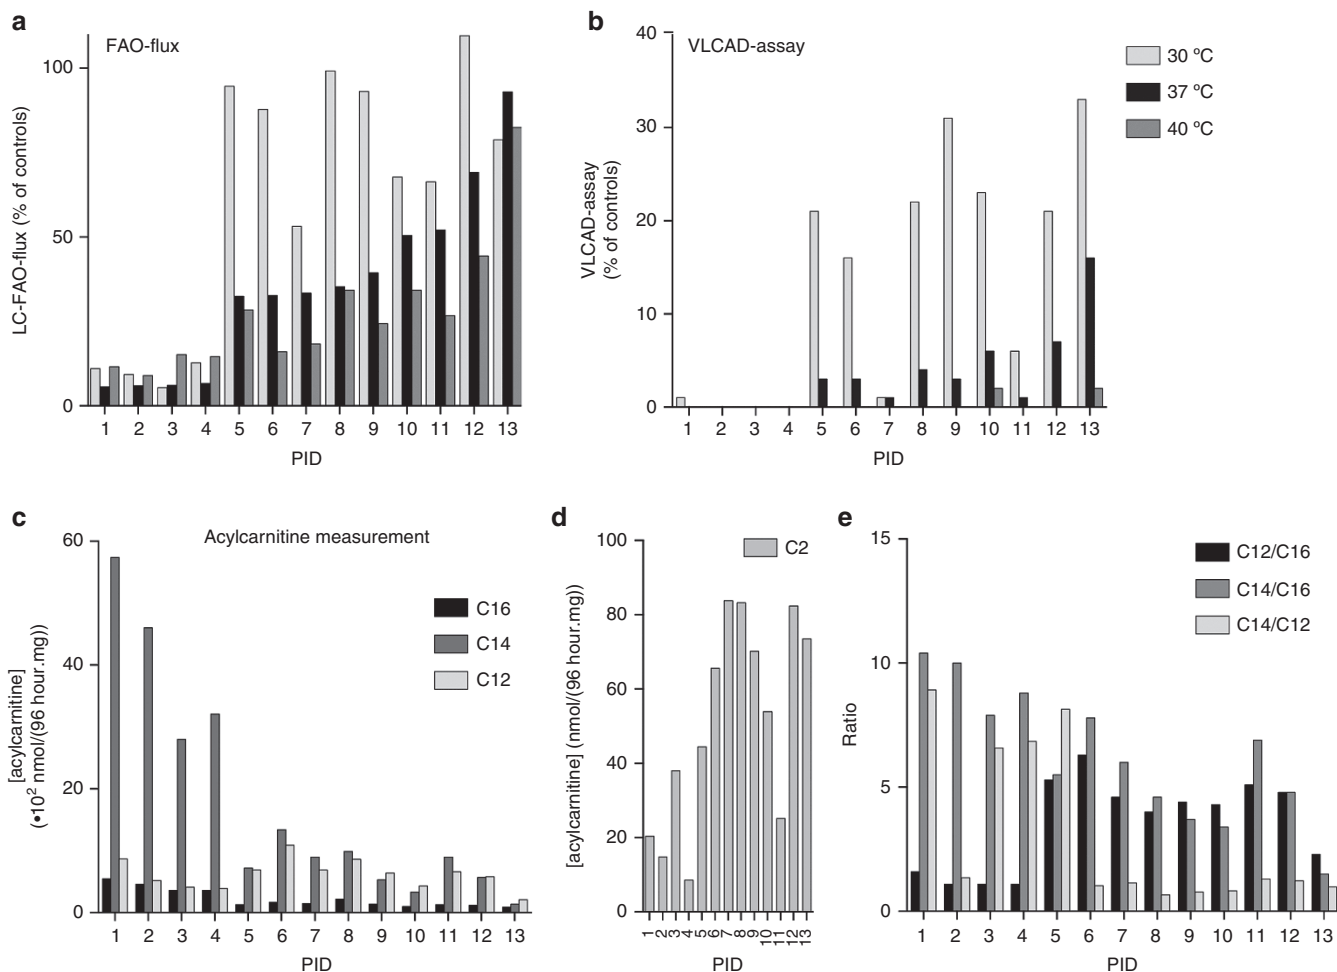 a
FAO-flux
LC-FAO-flux (% of controls)
100
50
0
1 2 3 4 5 6 7 8 9 10 11 12 13
PID
b
VLCAD-assay
VLCAD-assay
(% of controls)
40
30
20
10
0
1 2 3 4 5 6 7 8 9 10 11 12 13
PID
30 ºC
37 ºC
40 ºC
c
Acylcarnitine measurement
[acylcarnitine]
(•10² nmol/(96 hour.mg))
60
40
20
0
C16
C14
C12
1 2 3 4 5 6 7 8 9 10 11 12 13
PID
d
C2
[acylcarnitine] (nmol/(96 hour.mg))
100
80
60
40
20
0
1 2 3 4 5 6 7 8 9 10 11 12 13
PID
e
Ratio
15
10
5
0
C12/C16
C14/C16
C14/C12
1 2 3 4 5 6 7 8 9 10 11 12 13
PID